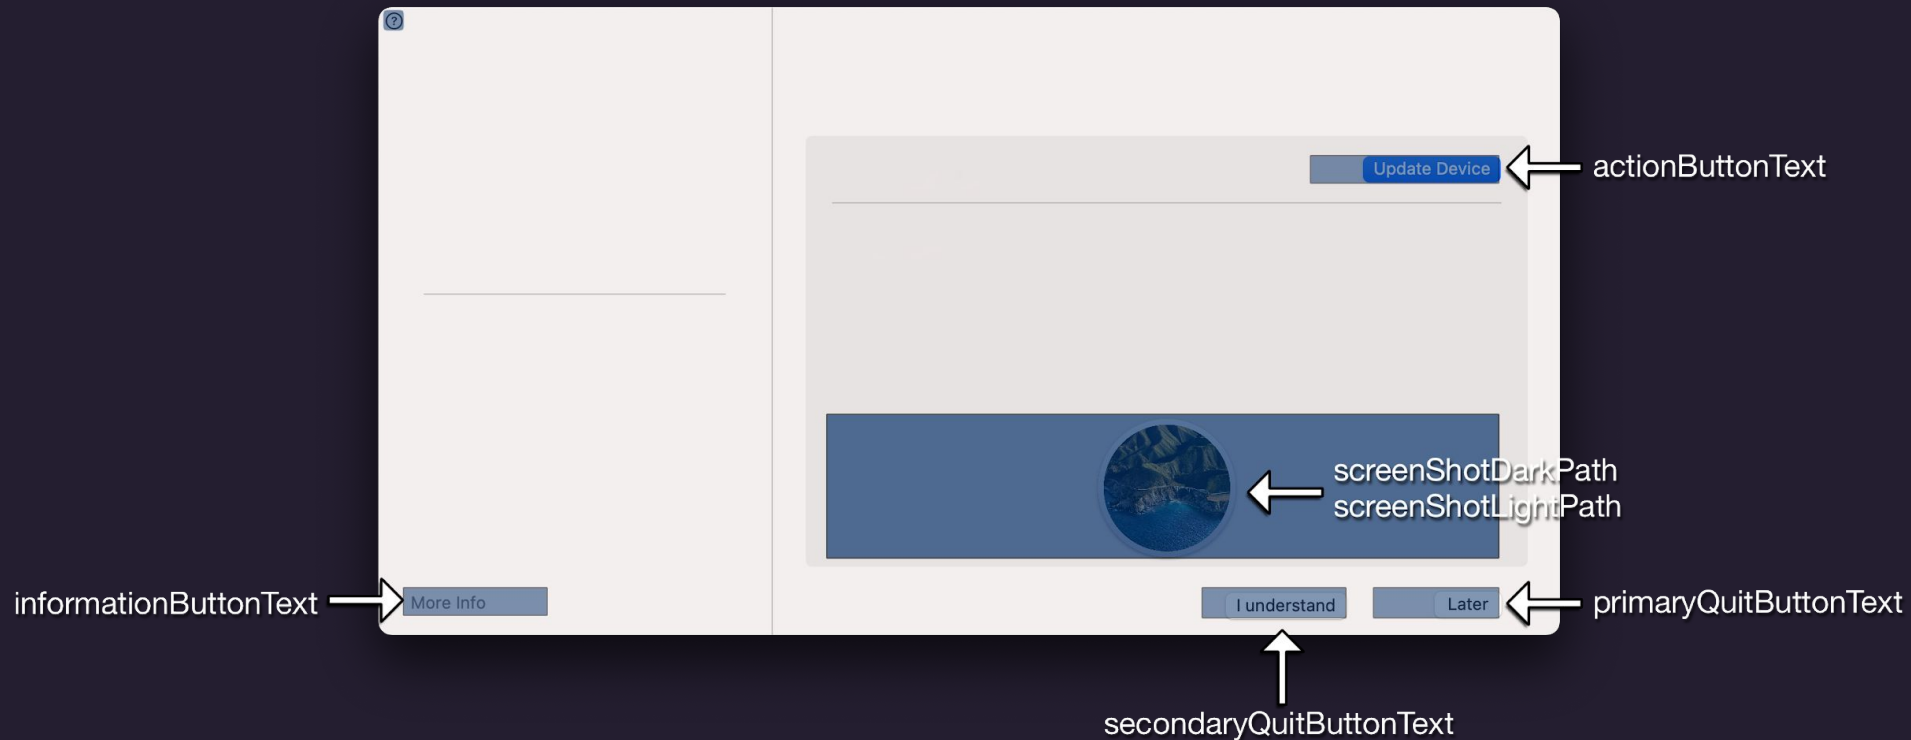 ?
Update Device
actionButtonText
screenShotDarkPath
screenShotLightPath
informationButtonText
More Info
I understand
Later
primaryQuitButtonText
secondaryQuitButtonText